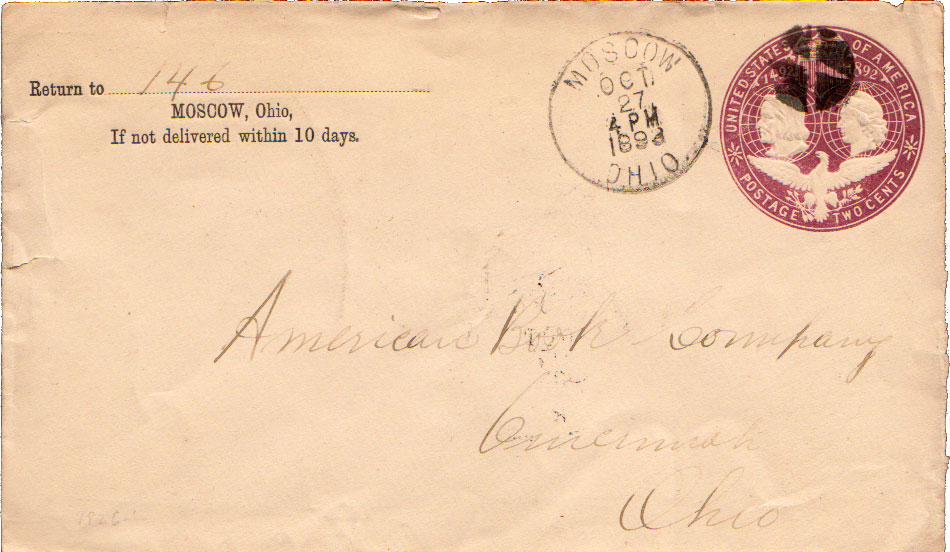 Return to 146
MOSCOW, Ohio,
If not delivered within 10 days.
MOSCOW
OCT
27
4 PM
1893
OHIO
UNITED STATES OF AMERICA
1492 1892
POSTAGE TWO CENTS
American Book Company
Cincinnati
Ohio